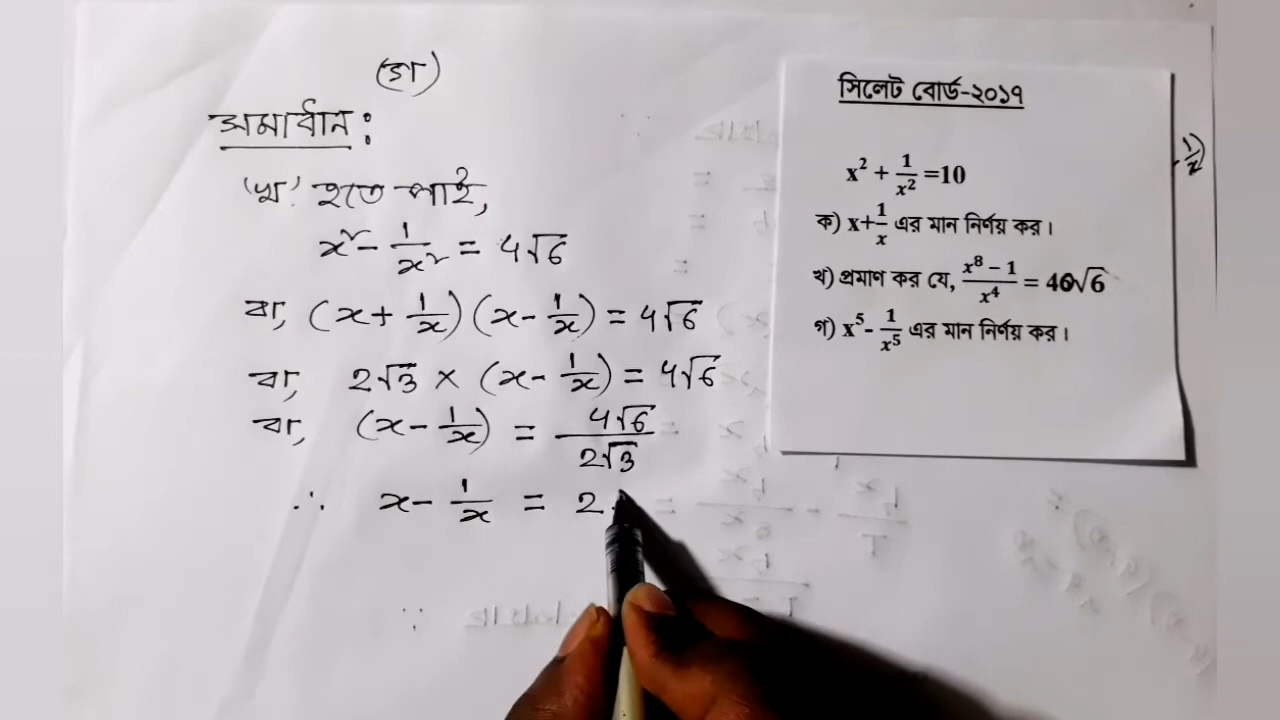 (গ)
সমাধান:
'খ' হতে পাই,
x² - 1/x² = 4√6
বা, (x + 1/x)(x - 1/x) = 4√6
বা, 2√3 × (x - 1/x) = 4√6
বা, (x - 1/x) = 4√6/2√3
∴ x - 1/x = 2
সিলেট বোর্ড-২০১৭
x² + 1/x² =10
ক) x+1/x এর মান নির্ণয় কর।
খ) প্রমাণ কর যে, x⁸ – 1/x⁴ = 40√6
গ) x⁵- 1/x⁵ এর মান নির্ণয় কর।
1/x)